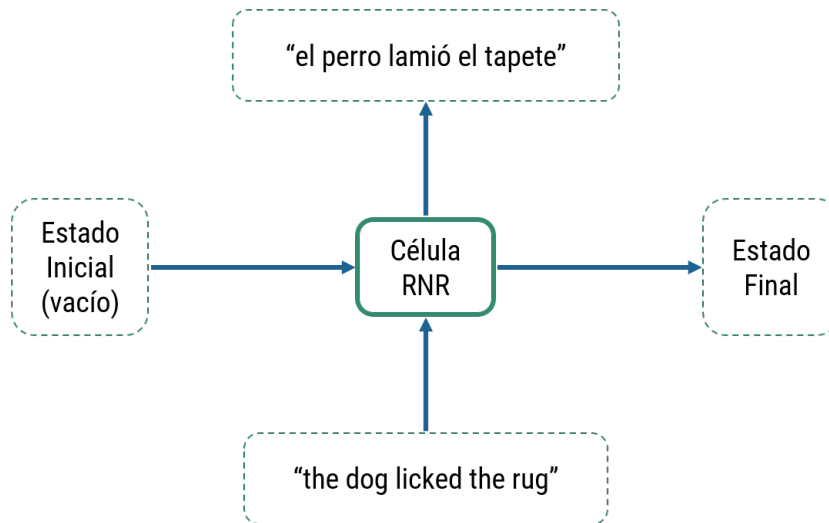 “el perro lamió el tapete”
Estado
Inicial
(vacío)
Célula
RNR
Estado
Final
“the dog licked the rug”